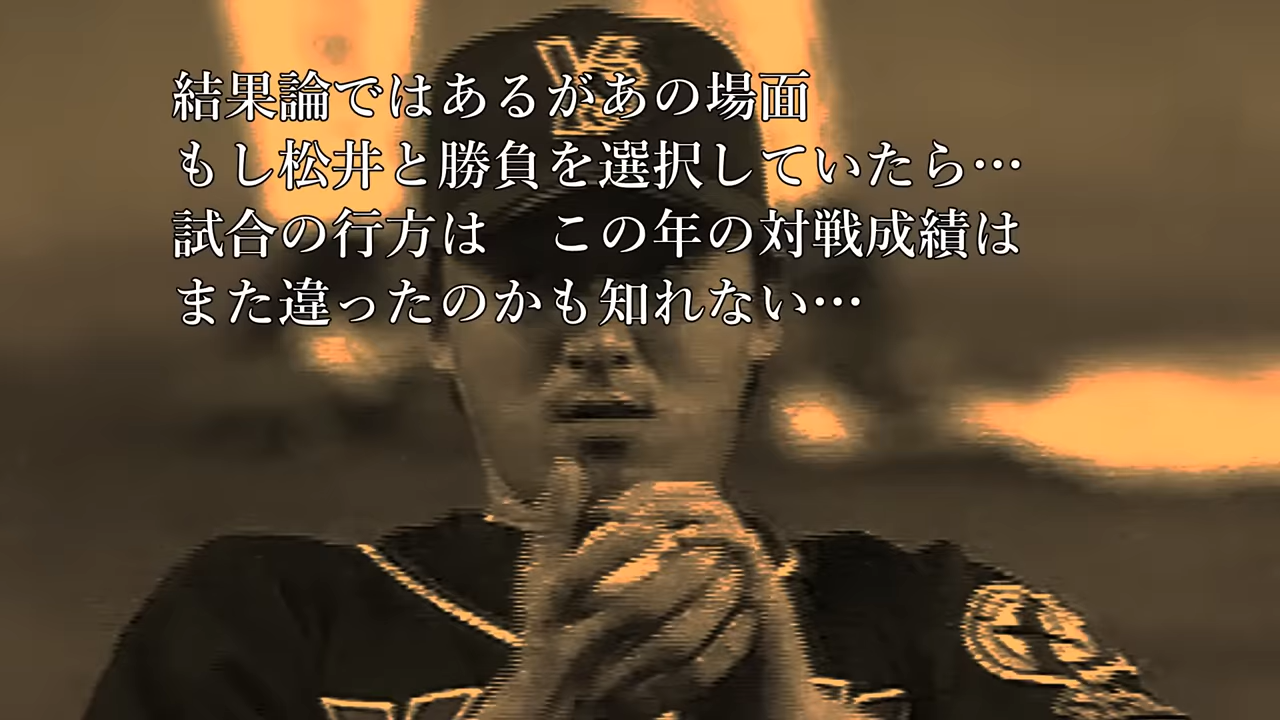 結果論ではあるがあの場面
もし松井と勝負を選択していたら…
試合の行方は　この年の対戦成績は
また違ったのかも知れない…
YS